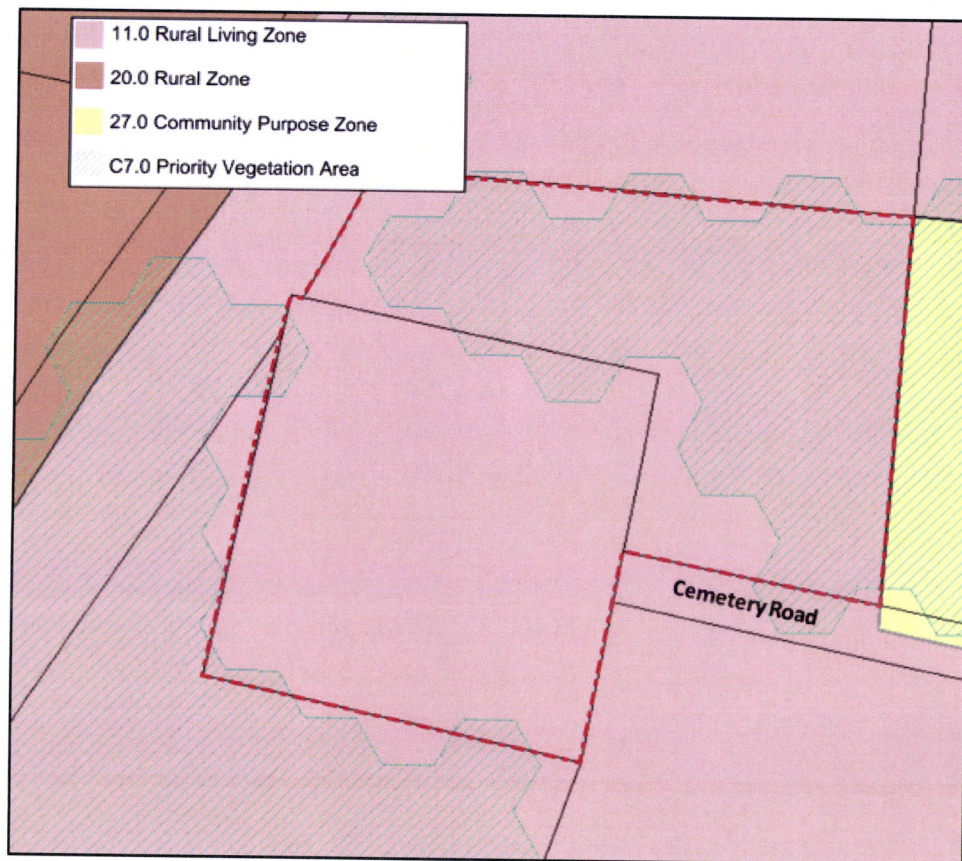 11.0 Rural Living Zone
20.0 Rural Zone
27.0 Community Purpose Zone
C7.0 Priority Vegetation Area
Cemetery Road